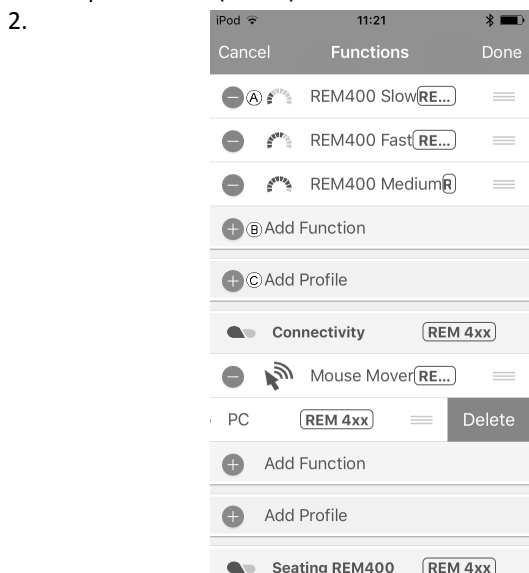 2.
iPod 11:21
Cancel Functions Done
A REM400 Slow RE...
REM400 Fast RE...
REM400 Medium R
B Add Function
C Add Profile
Connectivity REM 4xx
Mouse Mover RE...
PC REM 4xx Delete
Add Function
Add Profile
Seating REM400 REM 4xx